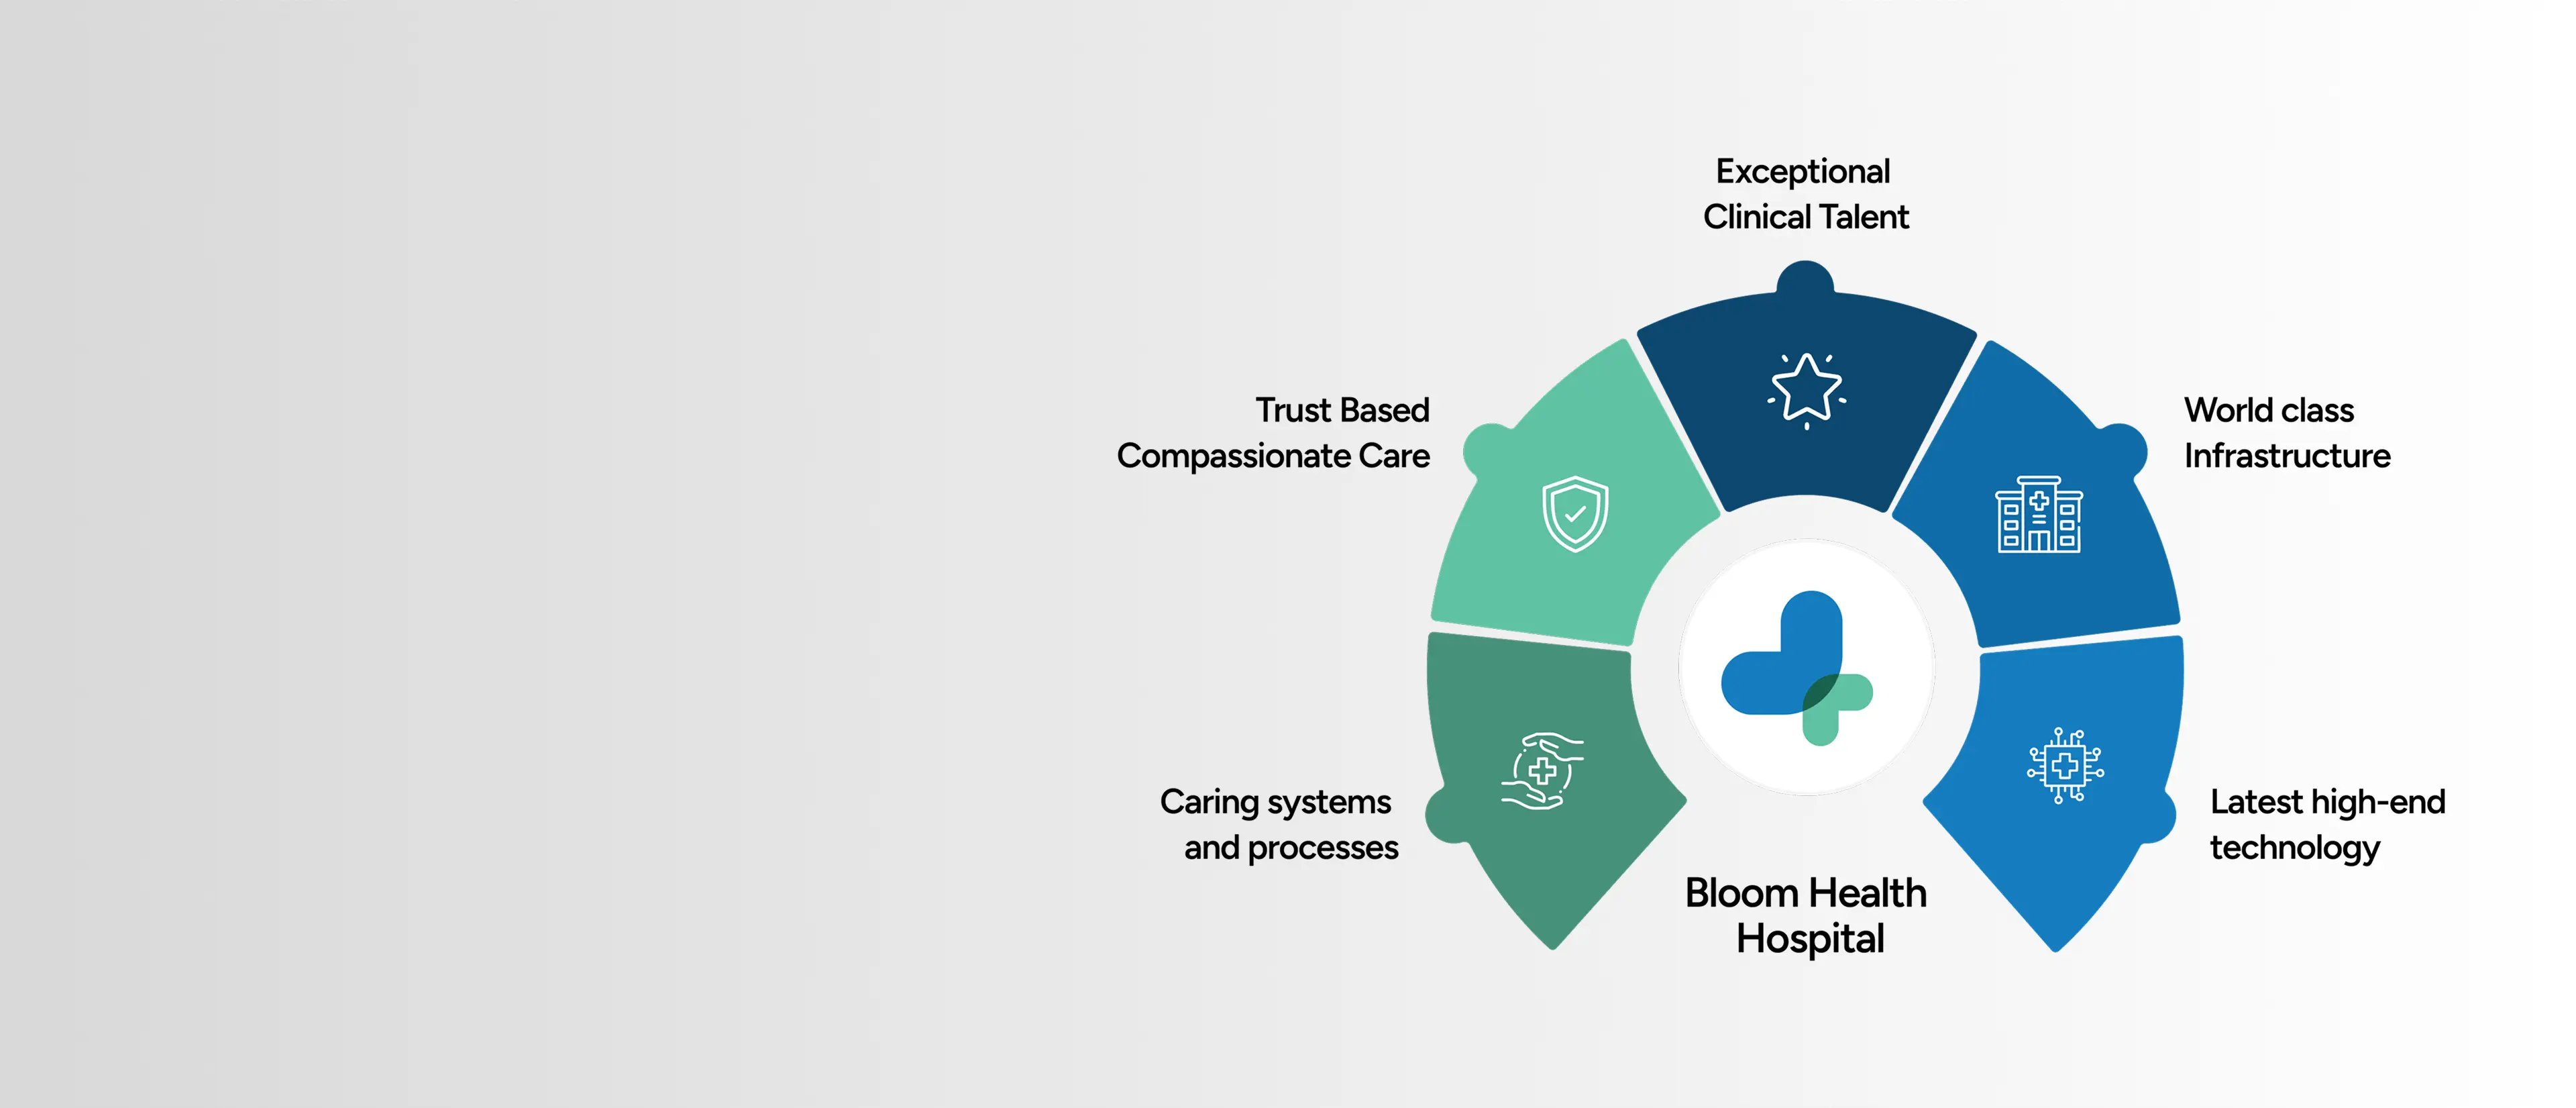 Exceptional
Clinical Talent
Trust Based
Compassionate Care
World class
Infrastructure
Caring systems
and processes
Latest high-end
technology
Bloom Health
Hospital